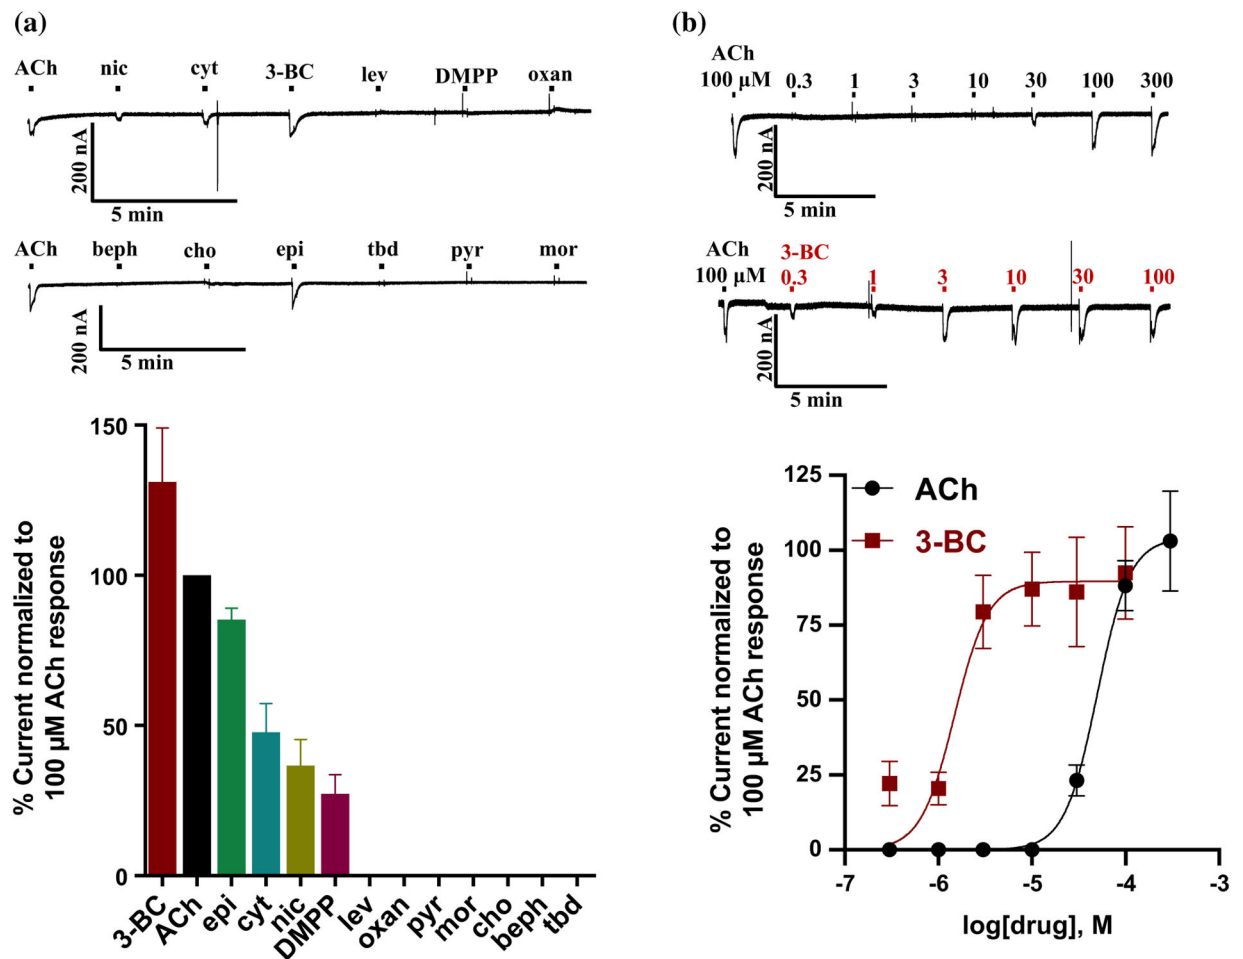 (a)
ACh nic cyt 3-BC lev DMPP oxan
200 nA
5 min
ACh beph cho epi tbd pyr mor
200 nA
5 min
% Current normalized to
100 µM ACh response
150
100
50
0
3-BC ACh epi cyt nic DMPP lev oxan pyr mor cho beph tbd
(b)
ACh
100 µM 0.3 1 3 10 30 100 300
200 nA
5 min
ACh 3-BC
100 µM 0.3 1 3 10 30 100
200 nA
5 min
% Current normalized to
100 µM ACh response
125
100
75
50
25
0
ACh
3-BC
-7 -6 -5 -4 -3
log[drug], M